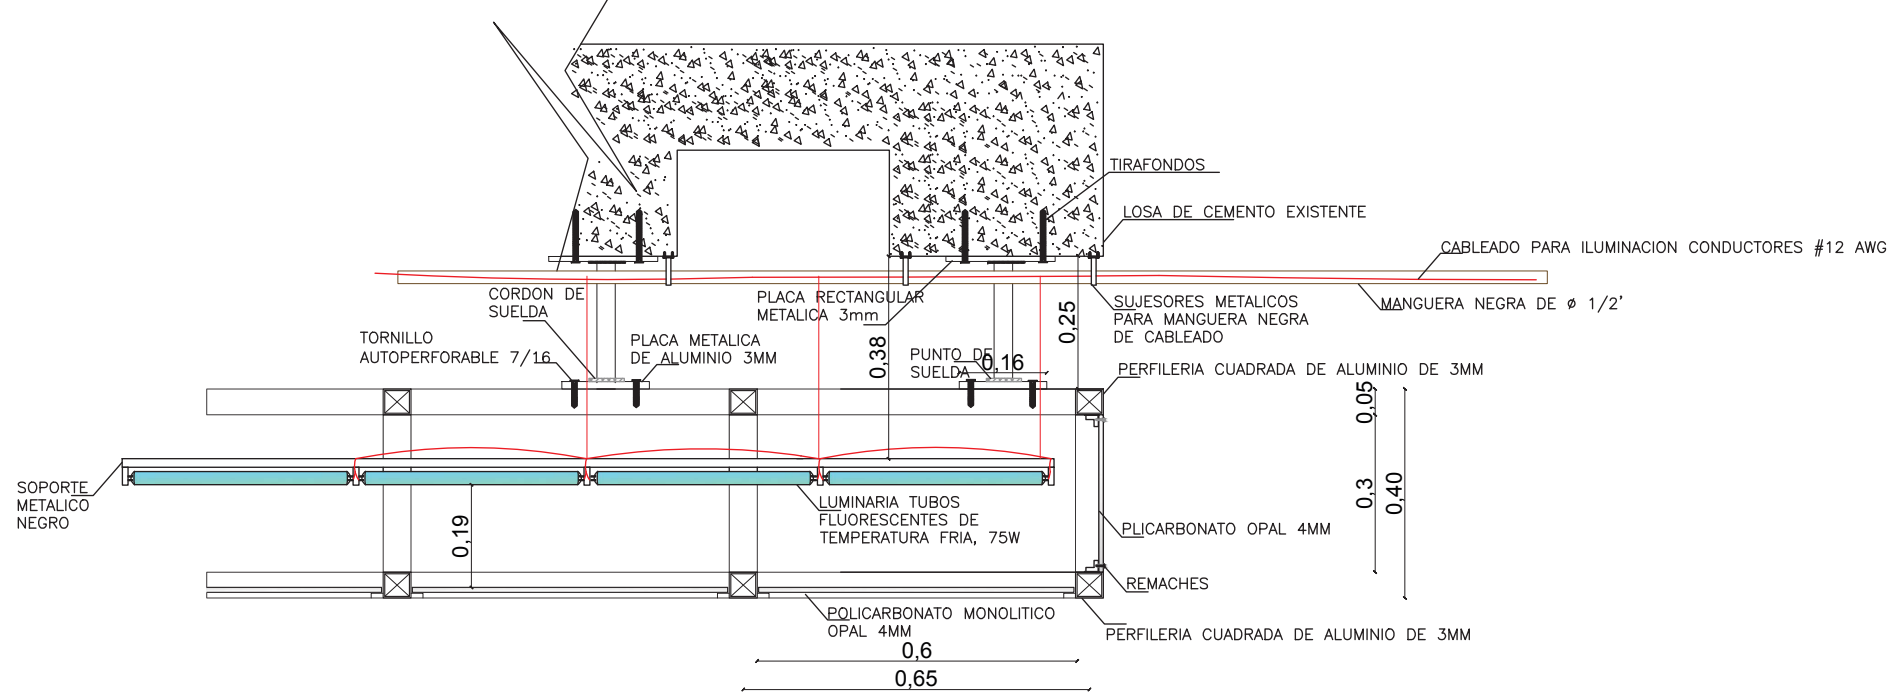 TIRAFONDOS
LOSA DE CEMENTO EXISTENTE
CABLEADO PARA ILUMINACION CONDUCTORES #12 AWG
CORDON DE
SUELDA
PLACA RECTANGULAR
METALICA 3mm
SUJESORES METALICOS
PARA MANGUERA NEGRA
DE CABLEADO
MANGUERA NEGRA DE ø 1/2'
TORNILLO
AUTOPERFORABLE 7/16
PLACA METALICA
DE ALUMINIO 3MM
0,38
PUNTO DE
SUELDA
0,16
0,25
PERFILERIA CUADRADA DE ALUMINIO DE 3MM
0,05
0,3
0,40
SOPORTE
METALICO
NEGRO
0,19
LUMINARIA TUBOS
FLUORESCENTES DE
TEMPERATURA FRIA, 75W
PLICARBONATO OPAL 4MM
REMACHES
POLICARBONATO MONOLITICO
OPAL 4MM
PERFILERIA CUADRADA DE ALUMINIO DE 3MM
0,6
0,65